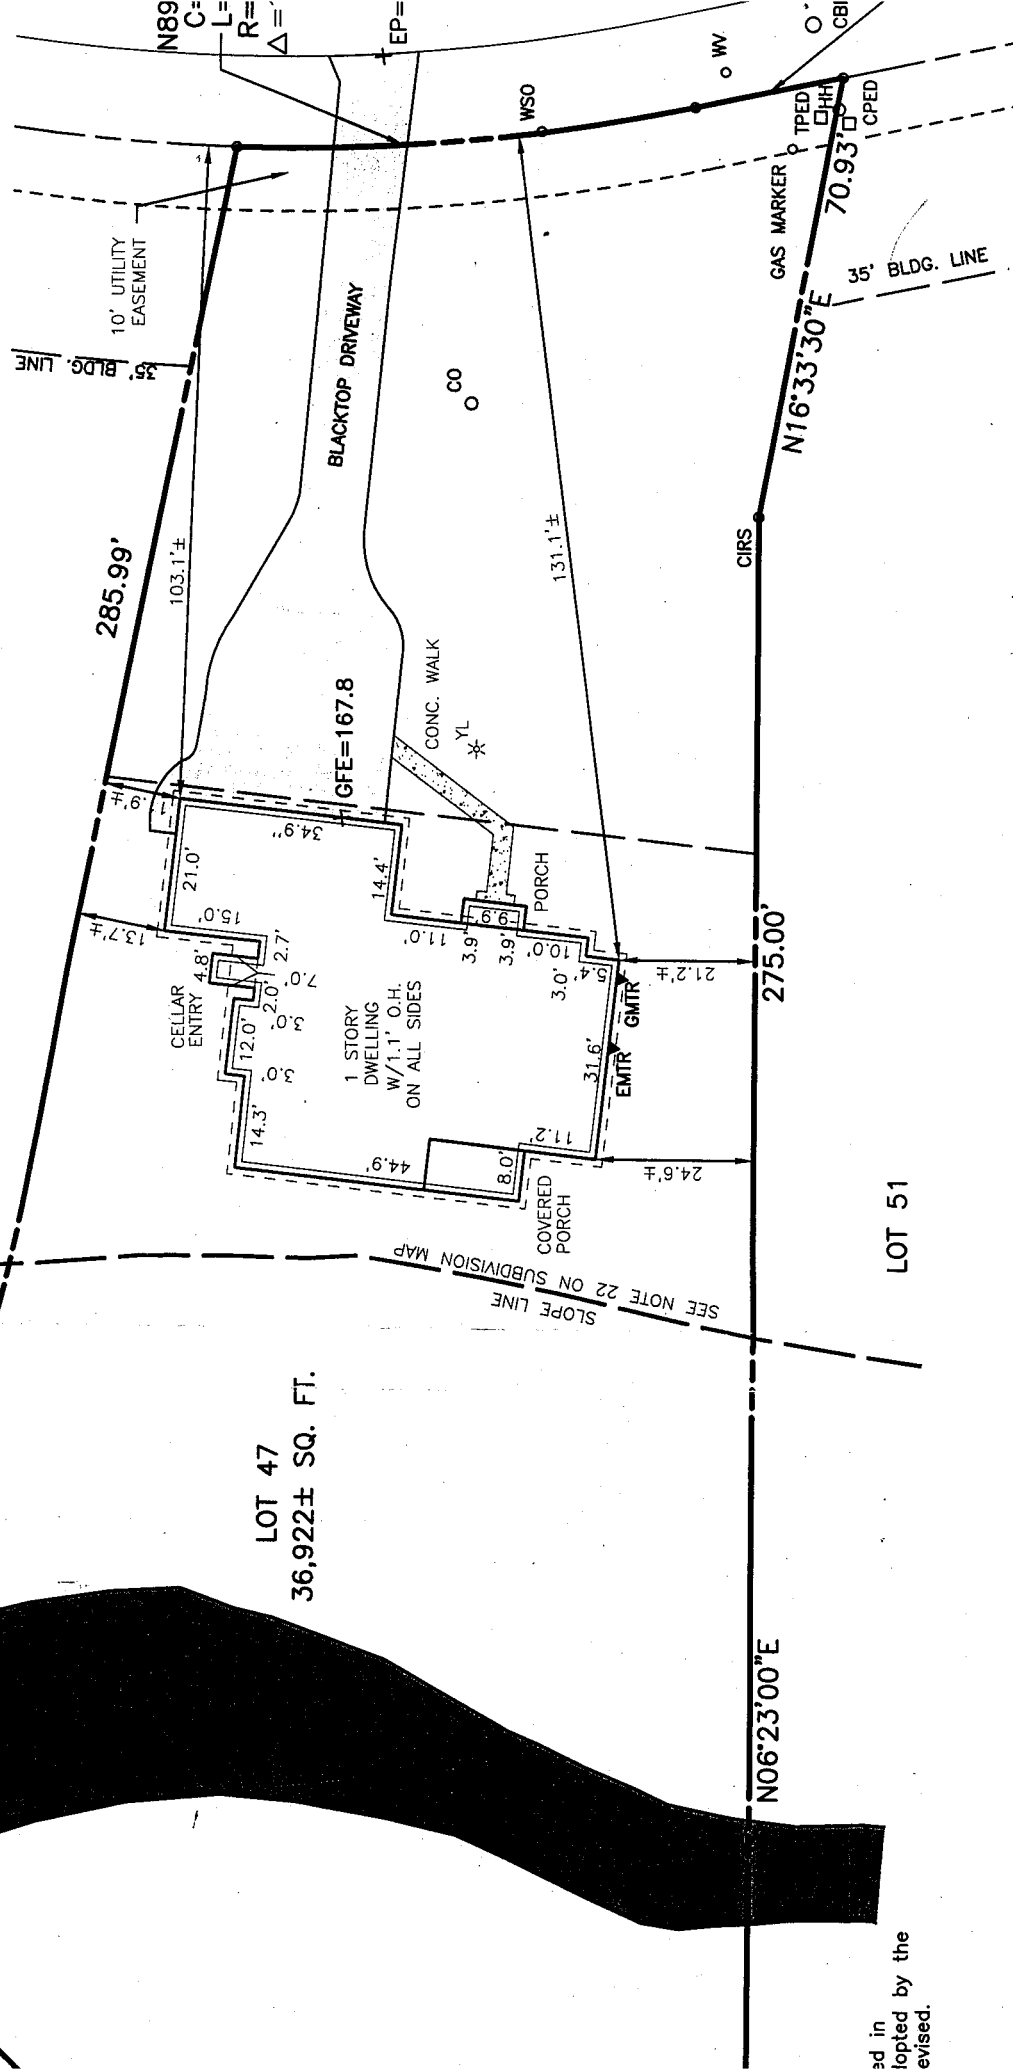 N89
C=
L=
R=
Δ=
EP=
10' UTILITY
EASEMENT
35' BLDG. LINE
WSO
WV
CBI
TPED
HH
CPED
GAS MARKER
70.93'
35' BLDG. LINE
N16°33'30"E
BLACKTOP DRIVEWAY
CO
285.99'
103.1'±
131.1'±
CIRS
GFE=167.8
CONC. WALK
YL
.9'±
34.9"
21.0'
14.4'
15.0'
13.7'±
11.0'
9.9'
PORCH
3.9'
3.9'
10.0'
5.4'
3.0'
21.2'±
275.00'
CELLAR
ENTRY
4.8'
2.7'
7.0'
2.0'
3.0'
12.0'
3.0'
14.3'
1 STORY
DWELLING
W/1.1' O.H.
ON ALL SIDES
GMTR
EMTR
31.6'
44.9'
11.2'
8.0'
24.6'±
COVERED
PORCH
SEE NOTE 22 ON SUBDIVISION MAP
SLOPE LINE
LOT 51
LOT 47
36,922± SQ. FT.
N06°23'00"E
ed in
lopted by the
evised.